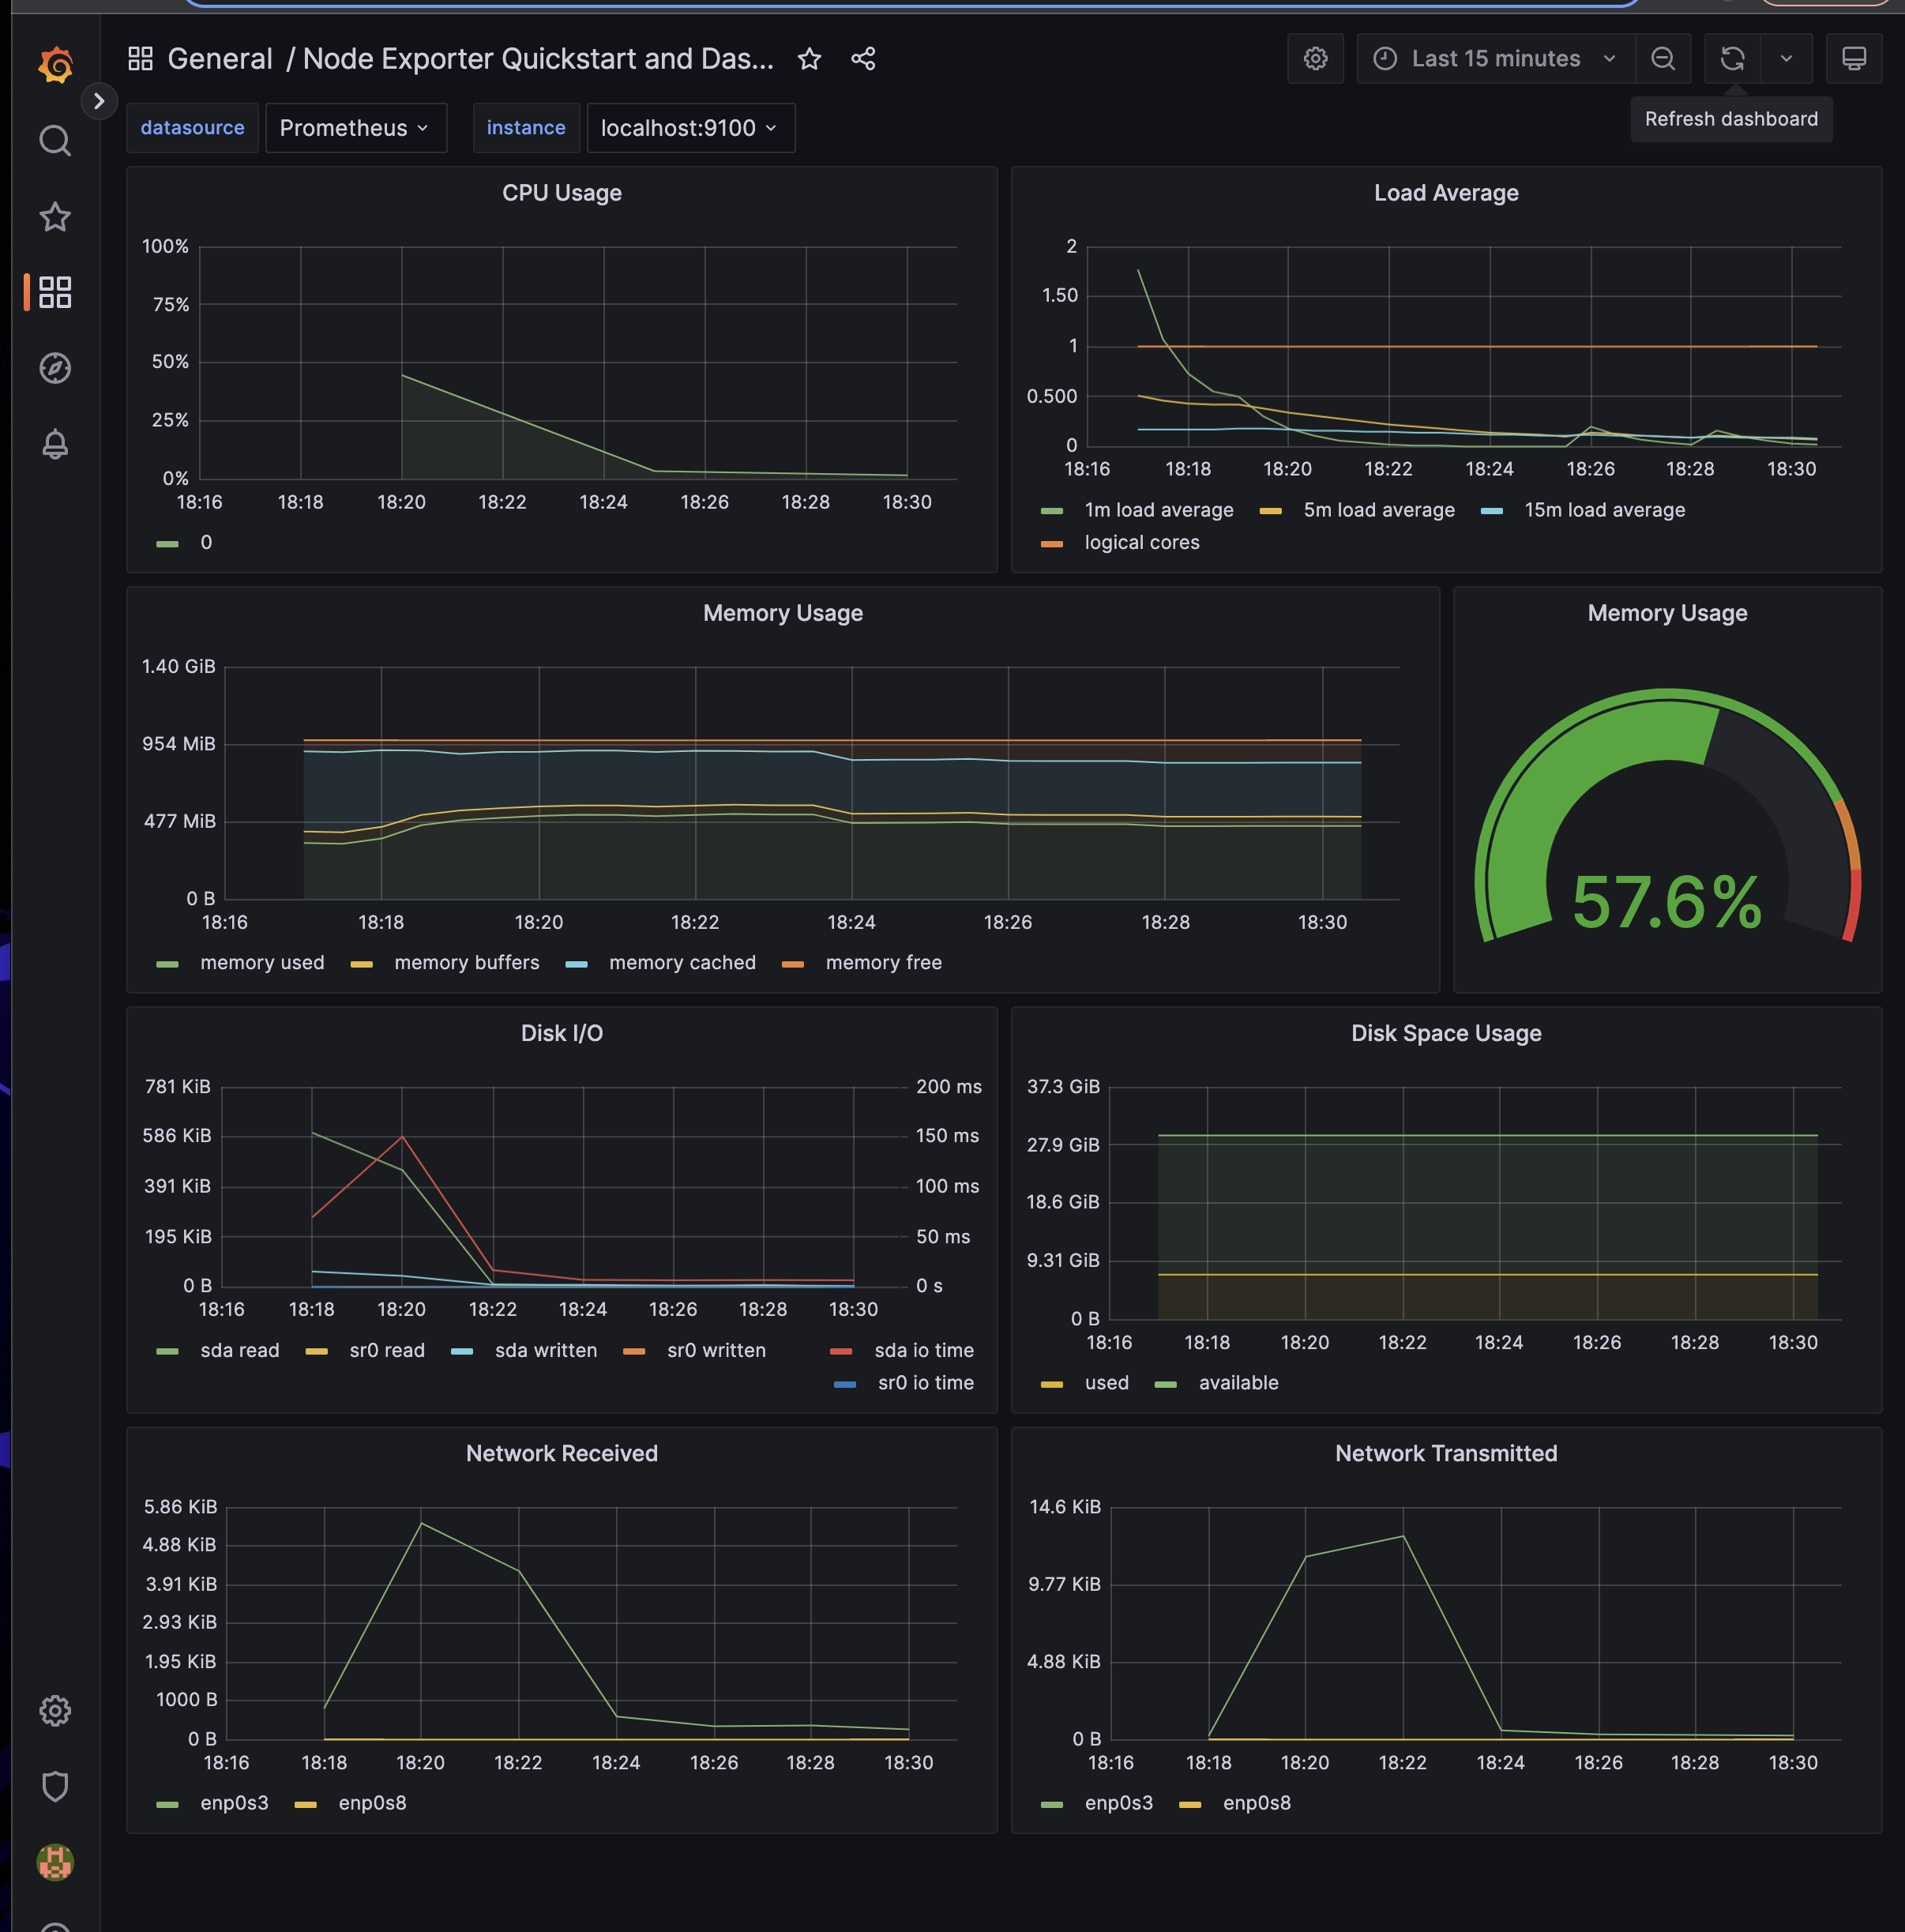 General / Node Exporter Quickstart and Das...
Last 15 minutes
datasource Prometheus instance localhost:9100
Refresh dashboard
CPU Usage
100%
75%
50%
25%
0%
18:16 18:18 18:20 18:22 18:24 18:26 18:28 18:30
0
Load Average
2
1.50
1
0.500
0
18:16 18:18 18:20 18:22 18:24 18:26 18:28 18:30
1m load average 5m load average 15m load average
logical cores
Memory Usage
1.40 GiB
954 MiB
477 MiB
0 B
18:16 18:18 18:20 18:22 18:24 18:26 18:28 18:30
memory used memory buffers memory cached memory free
Memory Usage
57.6%
Disk I/O
781 KiB 200 ms
586 KiB 150 ms
391 KiB 100 ms
195 KiB 50 ms
0 B 0 s
18:16 18:18 18:20 18:22 18:24 18:26 18:28 18:30
sda read sr0 read sda written sr0 written sda io time
sr0 io time
Disk Space Usage
37.3 GiB
27.9 GiB
18.6 GiB
9.31 GiB
0 B
18:16 18:18 18:20 18:22 18:24 18:26 18:28 18:30
used available
Network Received
5.86 KiB
4.88 KiB
3.91 KiB
2.93 KiB
1.95 KiB
1000 B
0 B
18:16 18:18 18:20 18:22 18:24 18:26 18:28 18:30
enp0s3 enp0s8
Network Transmitted
14.6 KiB
9.77 KiB
4.88 KiB
0 B
18:16 18:18 18:20 18:22 18:24 18:26 18:28 18:30
enp0s3 enp0s8